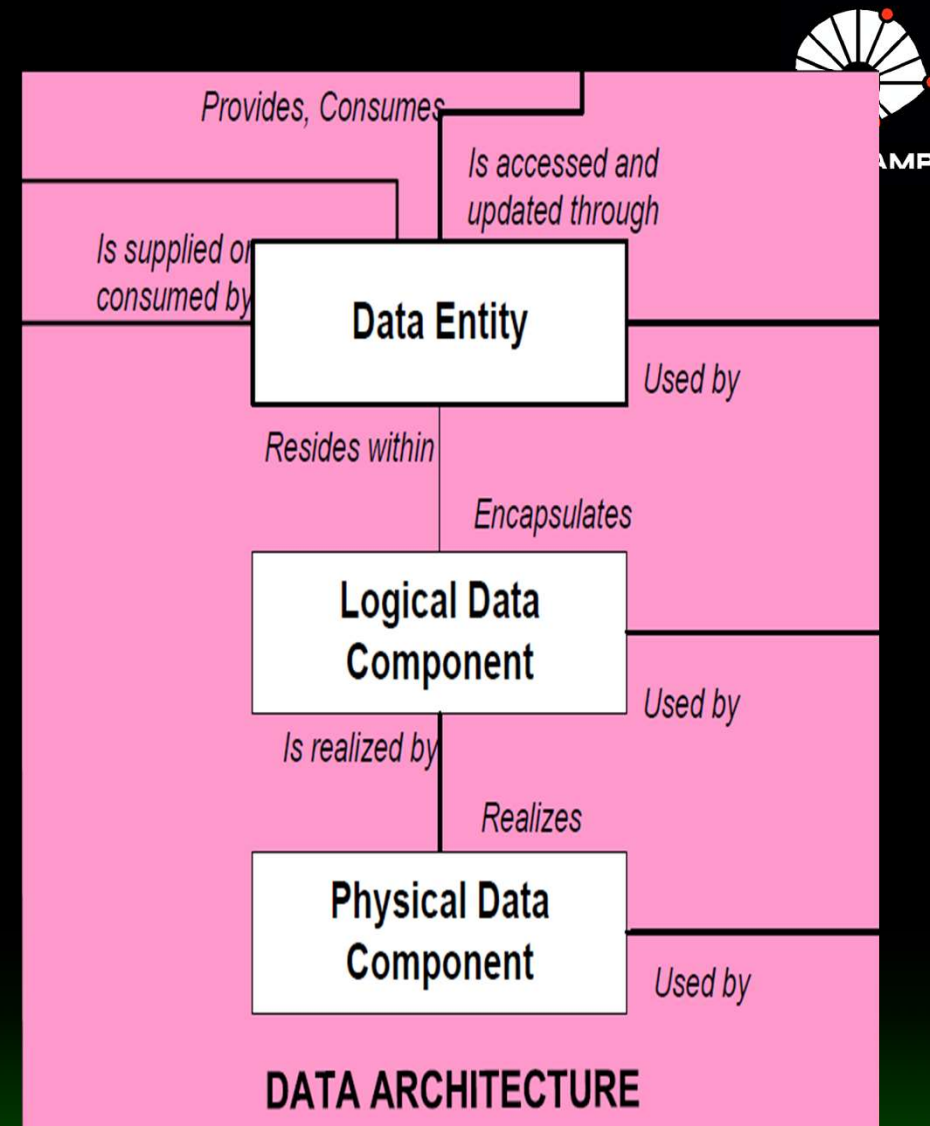 Provides, Consumes
Is accessed and
updated through
Is supplied or
consumed by
Data Entity
Used by
Resides within
Encapsulates
Logical Data
Component
Used by
Is realized by
Realizes
Physical Data
Component
Used by
DATA ARCHITECTURE